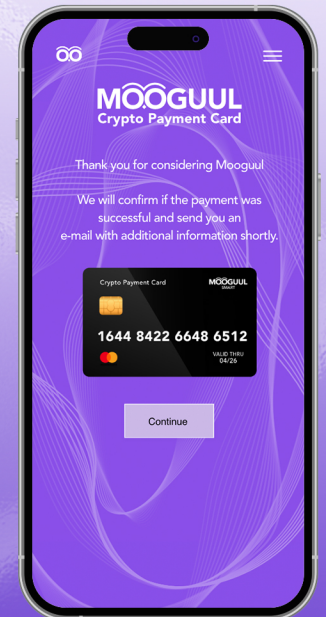 MOOGUUL
Crypto Payment Card
Thank you for considering Mooguul
We will confirm if the payment was
successful and send you an
e-mail with additional information shortly.
Crypto Payment Card
MOOGUUL
SMART
1644 8422 6648 6512
VALID THRU
04/26
Continue